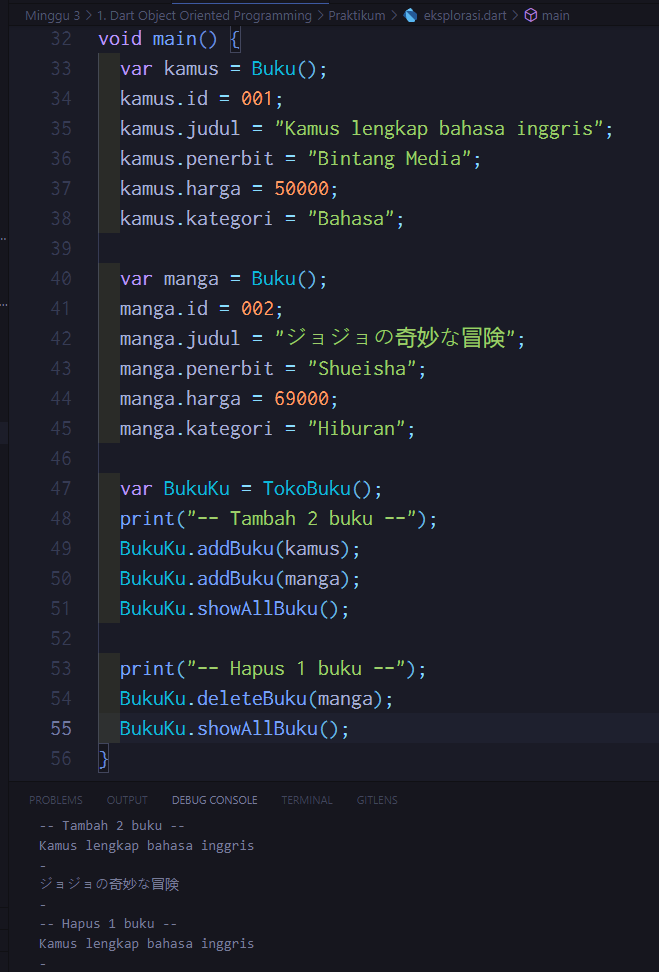 Minggu 3 > 1. Dart Object Oriented Programming > Praktikum > eksplorasi.dart > main
32 void main() {
33 var kamus = Buku();
34 kamus.id = 001;
35 kamus.judul = "Kamus lengkap bahasa inggris";
36 kamus.penerbit = "Bintang Media";
37 kamus.harga = 50000;
38 kamus.kategori = "Bahasa";
39
40 var manga = Buku();
41 manga.id = 002;
42 manga.judul = "ジョジョの奇妙な冒険";
43 manga.penerbit = "Shueisha";
44 manga.harga = 69000;
45 manga.kategori = "Hiburan";
46
47 var BukuKu = TokoBuku();
48 print("-- Tambah 2 buku --");
49 BukuKu.addBuku(kamus);
50 BukuKu.addBuku(manga);
51 BukuKu.showAllBuku();
52
53 print("-- Hapus 1 buku --");
54 BukuKu.deleteBuku(manga);
55 BukuKu.showAllBuku();
56 }
PROBLEMS OUTPUT DEBUG CONSOLE TERMINAL GITLENS
-- Tambah 2 buku --
Kamus lengkap bahasa inggris
-
ジョジョの奇妙な冒険
-
-- Hapus 1 buku --
Kamus lengkap bahasa inggris
-